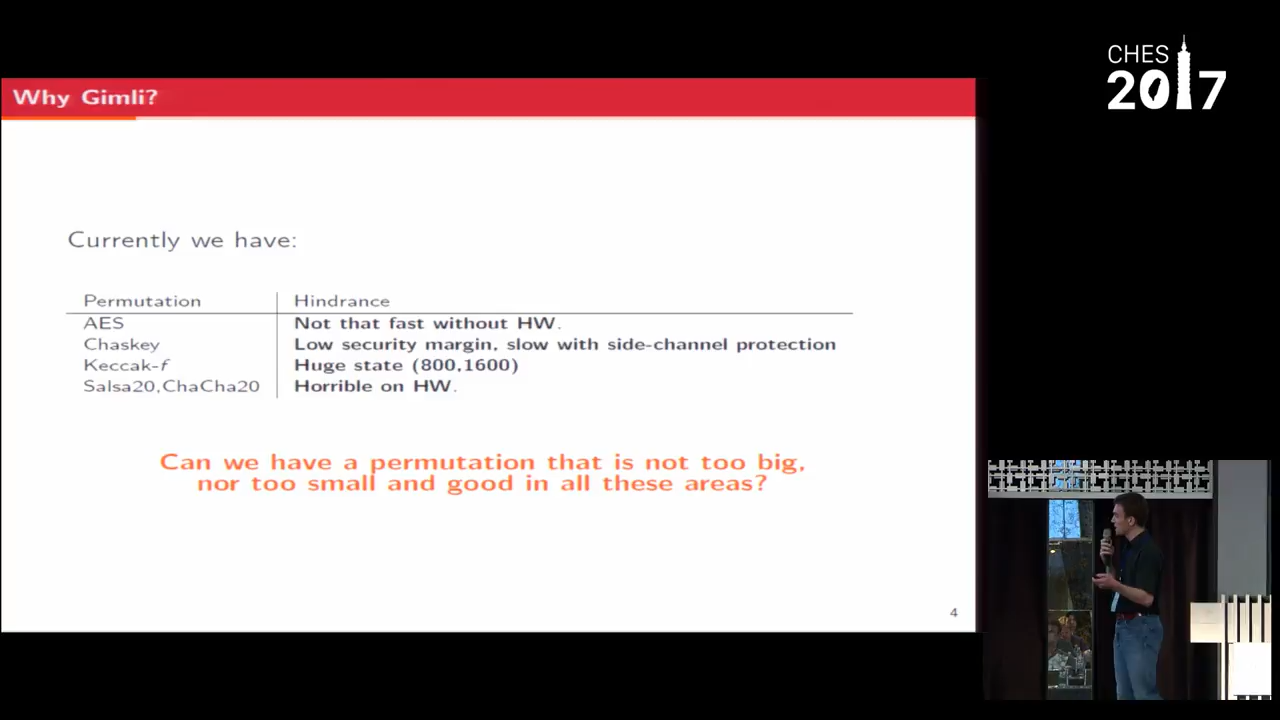 CHES
2017
Why Gimli?
Currently we have:
Permutation Hindrance
AES Not that fast without HW.
Chaskey Low security margin, slow with side-channel protection
Keccak-f Huge state (800,1600)
Salsa20,ChaCha20 Horrible on HW.
Can we have a permutation that is not too big,
nor too small and good in all these areas?
4